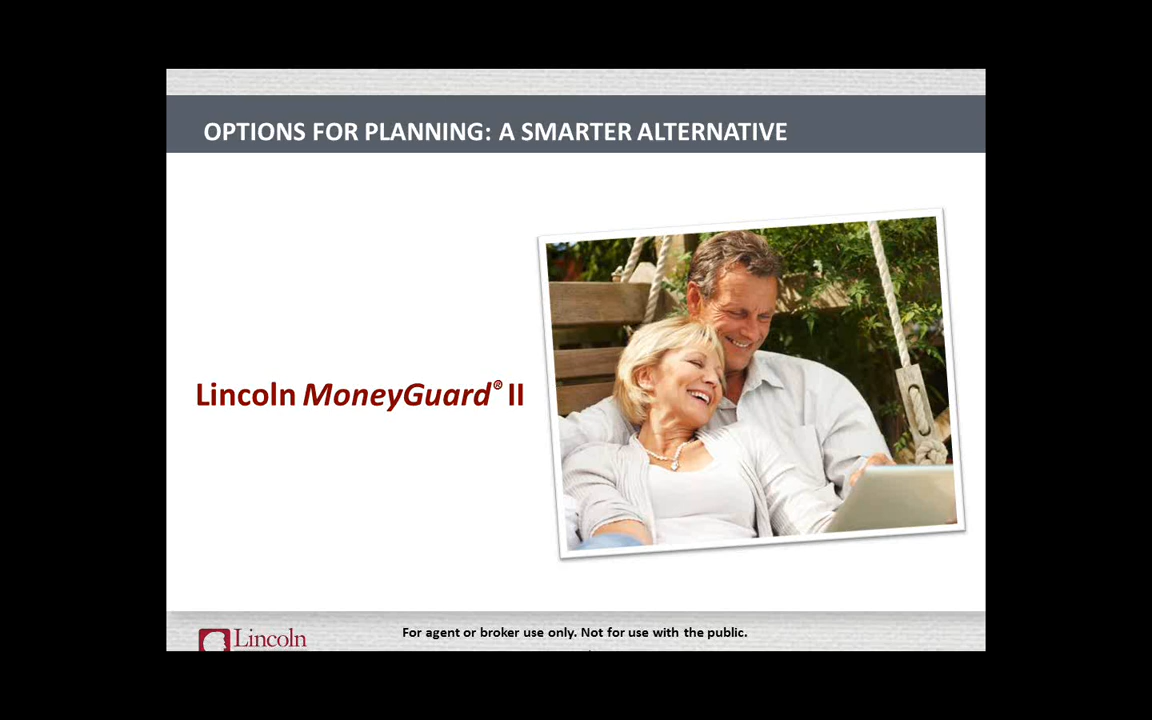 OPTIONS FOR PLANNING: A SMARTER ALTERNATIVE
Lincoln MoneyGuard® II
For agent or broker use only. Not for use with the public.
Lincoln